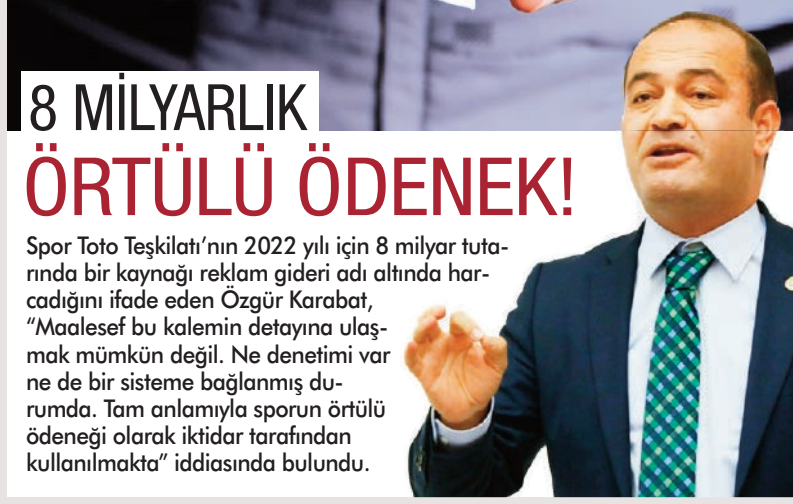 8 MİLYARLIK
ÖRTÜLÜ ÖDENEK!
Spor Toto Teşkilatı’nın 2022 yılı için 8 milyar tuta-
rında bir kaynağı reklam gideri adı altında har-
cadığını ifade eden Özgür Karabat,
“Maalesef bu kalemin detayına ulaş-
mak mümkün değil. Ne denetimi var
ne de bir sisteme bağlanmış du-
rumda. Tam anlamıyla sporun örtülü
ödeneği olarak iktidar tarafından
kullanılmakta” iddiasında bulundu.